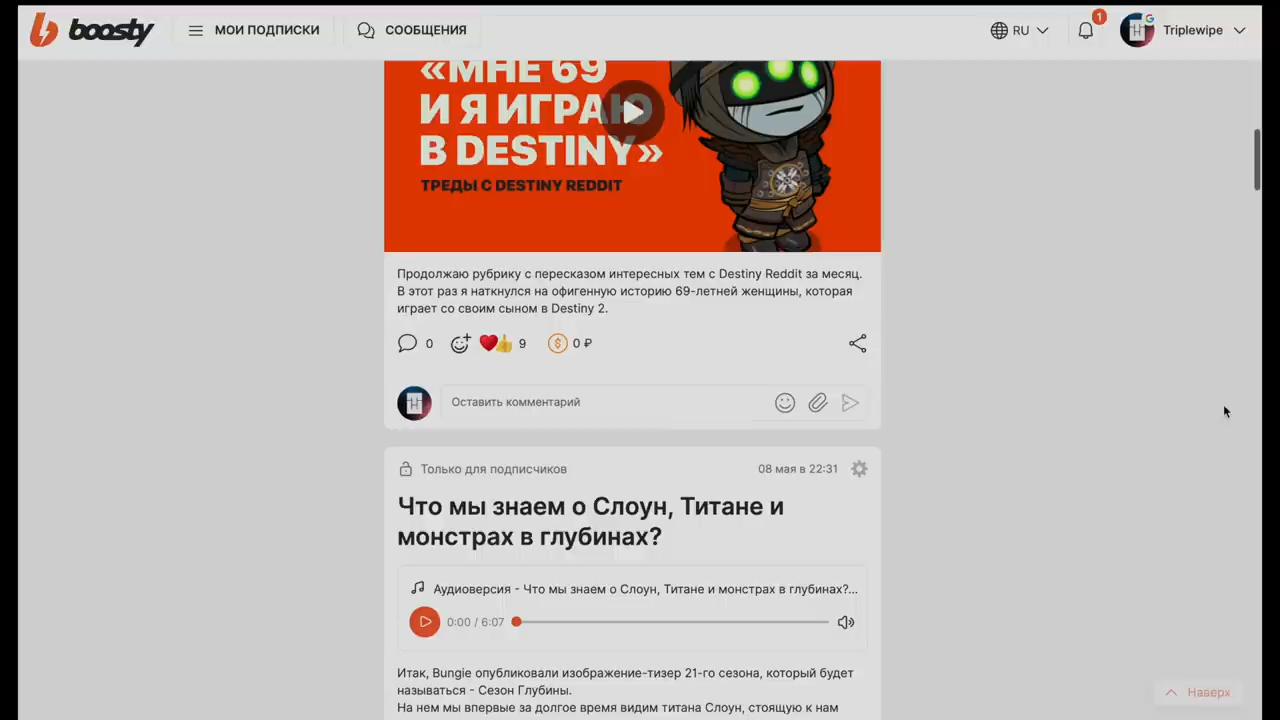 boosty
МОИ ПОДПИСКИ
СООБЩЕНИЯ
RU
1
Triplewipe
«МНЕ 69
И Я ИГРАЮ
В DESTINY»
ТРЕДЫ С DESTINY REDDIT
Продолжаю рубрику с пересказом интересных тем с Destiny Reddit за месяц.
В этот раз я наткнулся на офигенную историю 69-летней женщины, которая
играет со своим сыном в Destiny 2.
0
9
0 ₽
Оставить комментарий
Только для подписчиков
08 мая в 22:31
Что мы знаем о Слоун, Титане и
монстрах в глубинах?
Аудиоверсия - Что мы знаем о Слоун, Титане и монстрах в глубинах?...
0:00 / 6:07
Итак, Bungie опубликовали изображение-тизер 21-го сезона, который будет
называться - Сезон Глубины.
На нем мы впервые за долгое время видим титана Слоун, стоящую к нам
Наверх